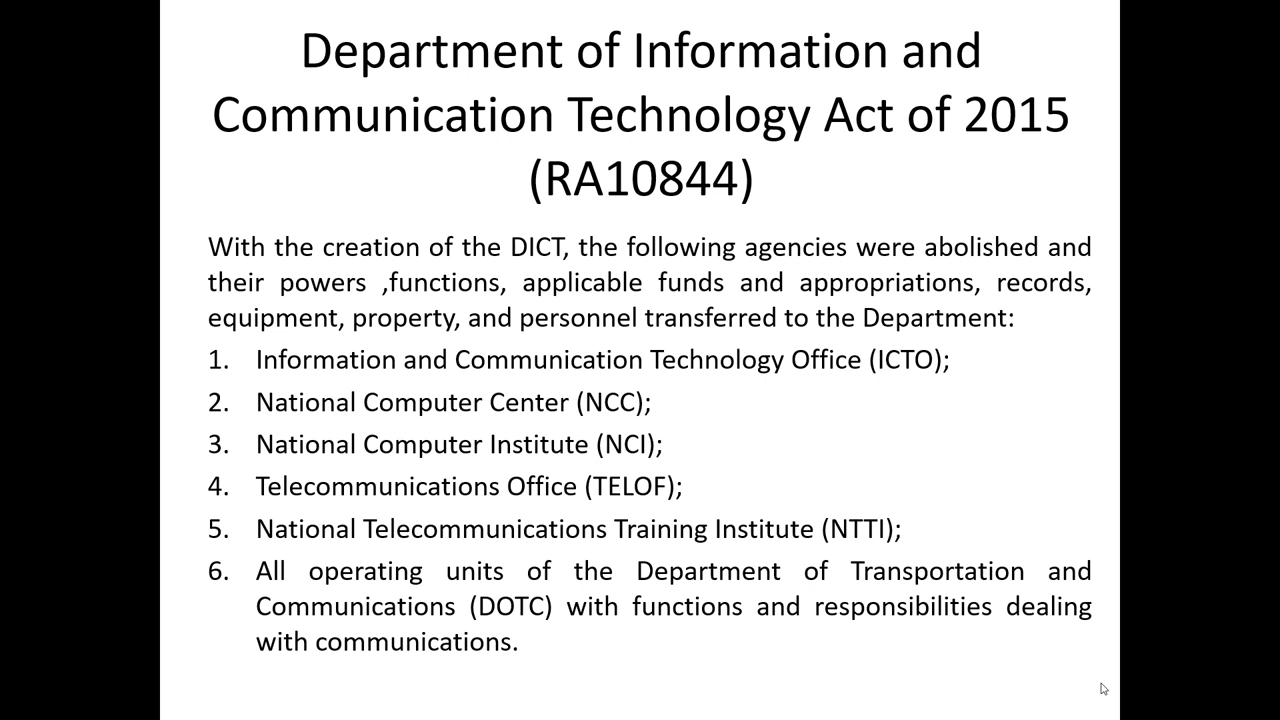 Department of Information and
Communication Technology Act of 2015
(RA10844)
With the creation of the DICT, the following agencies were abolished and
their powers ,functions, applicable funds and appropriations, records,
equipment, property, and personnel transferred to the Department:
1. Information and Communication Technology Office (ICTO);
2. National Computer Center (NCC);
3. National Computer Institute (NCI);
4. Telecommunications Office (TELOF);
5. National Telecommunications Training Institute (NTTI);
6. All operating units of the Department of Transportation and
Communications (DOTC) with functions and responsibilities dealing
with communications.